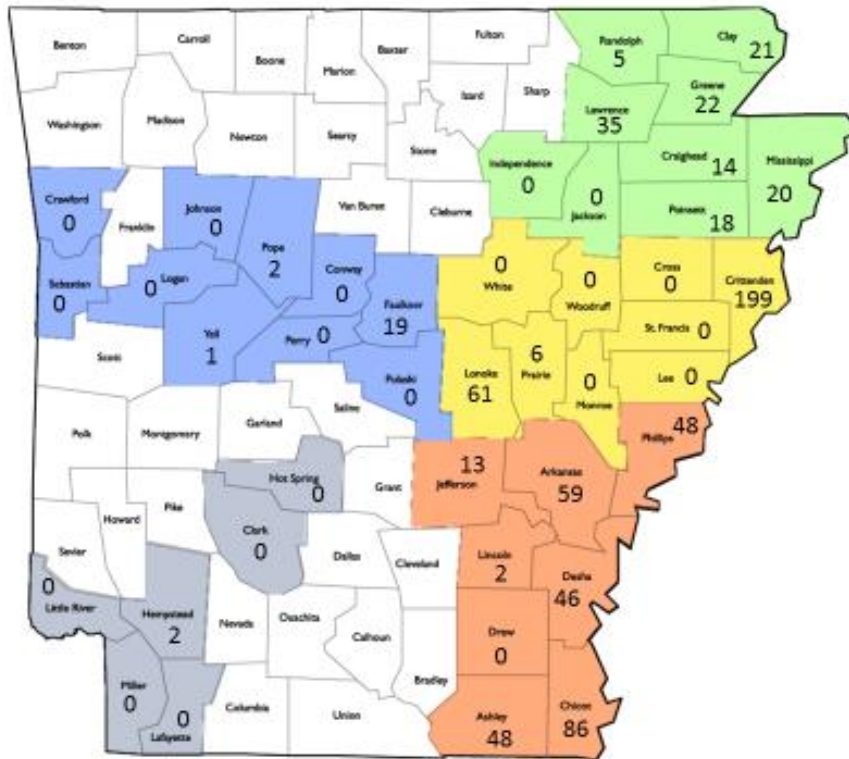 Benton
Carroll
Boone
Marion
Baxter
Fulton
Izard
Sharp
Randolph
5
Clay
21
Greene
22
Lawrence
35
Washington
Madison
Newton
Searcy
Stone
Independence
0
0
Jackson
Craighead
14
Mississippi
20
Poinsett
18
Crawford
0
Franklin
Johnson
0
Pope
2
Van Buren
Cleburne
Sebastian
0
0
Logan
Conway
0
Faulkner
19
0
White
0
Woodruff
Cross
0
Crittenden
199
St. Francis
0
Scott
Yell
1
Perry
0
Pulaski
0
Lonoke
61
6
Prairie
0
Monroe
Lee
0
Polk
Montgomery
Garland
Saline
Hot Spring
0
Grant
13
Jefferson
Arkansas
59
Phillips
48
Howard
Pike
Clark
0
Dallas
Cleveland
Lincoln
2
Desha
46
Sevier
0
Little River
Hempstead
2
Nevada
Ouachita
Calhoun
Bradley
Drew
0
Miller
0
0
Lafayette
Columbia
Union
Ashley
48
Chicot
86